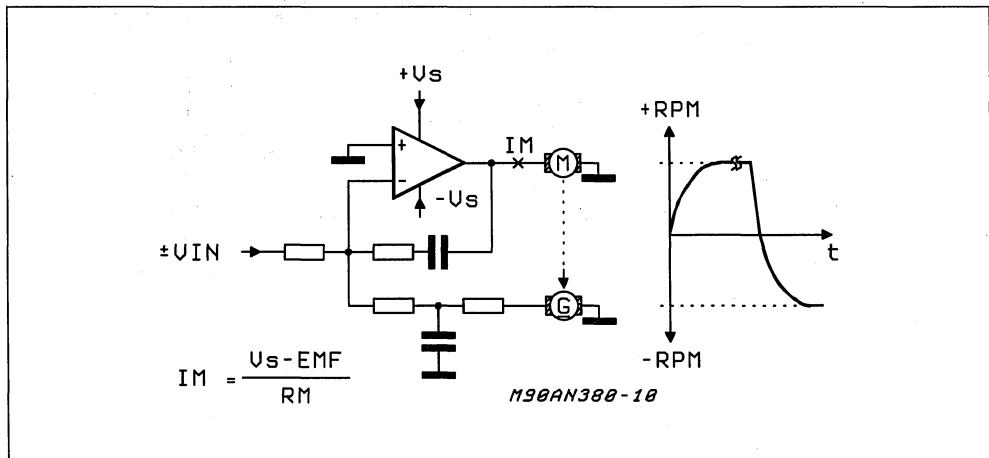 +Vs
+RPM
IM
+
M
-
-Vs
±VIN
t
G
-RPM
IM = Vs-EMF
RM
M90AN380-10